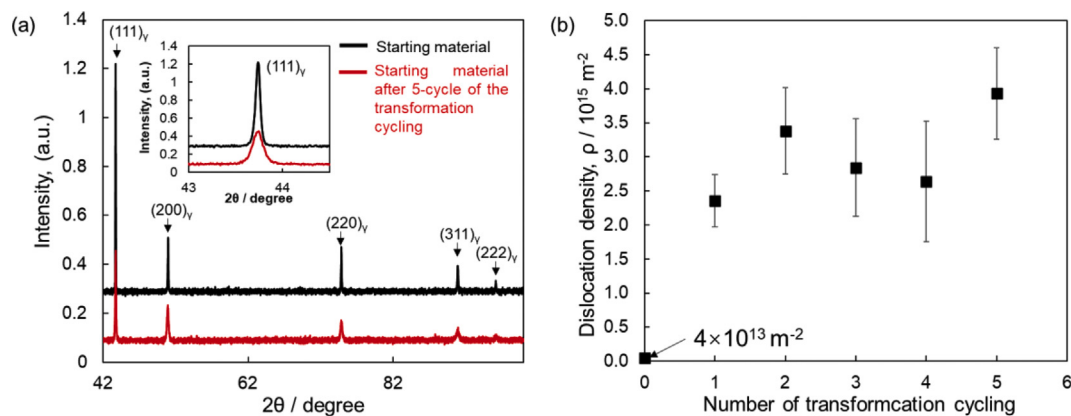 (a)
(111)γ
1.4
1.2
1.0
0.8
0.6
0.4
0.2
0
Intensity, (a.u.)
42
62
82
2θ / degree
(200)γ
(220)γ
(311)γ
(222)γ
1.4
1.2
1
0.8
0.6
0.4
0.2
0
Intensity, (a.u.)
(111)γ
43
44
2θ / degree
Starting material
Starting material
after 5-cycle of the
transformation
cycling
(b)
5.0
4.5
4.0
3.5
3.0
2.5
2.0
1.5
1.0
0.5
0.0
Dislocation density, ρ / 10¹⁵ m⁻²
4×10¹³ m⁻²
0
1
2
3
4
5
6
Number of transformcation cycling